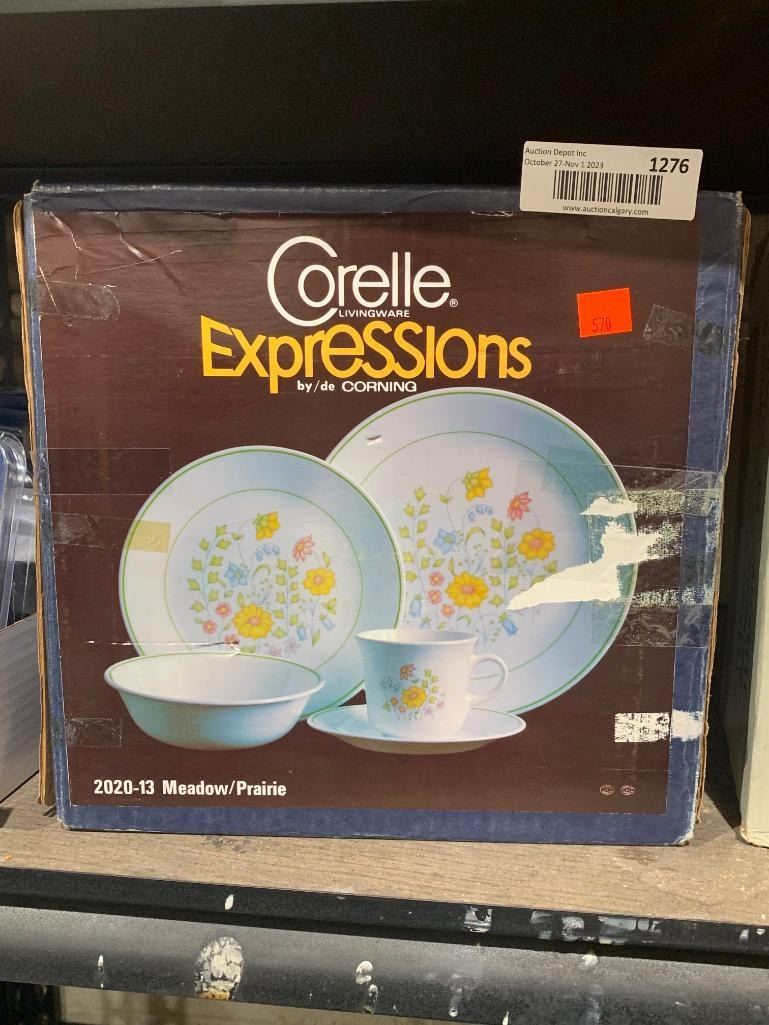 Auction Depot Inc
October 27-Nov 1 2023
1276
www.auctioncalgary.com
Corelle®
LIVINGWARE
570
Expressions
by/de CORNING
2020-13 Meadow/Prairie